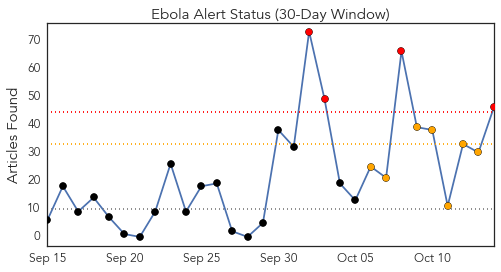 Ebola Alert Status (30-Day Window)
Articles Found
70
60
50
40
30
20
10
0
Sep 15
Sep 20
Sep 25
Sep 30
Oct 05
Oct 10